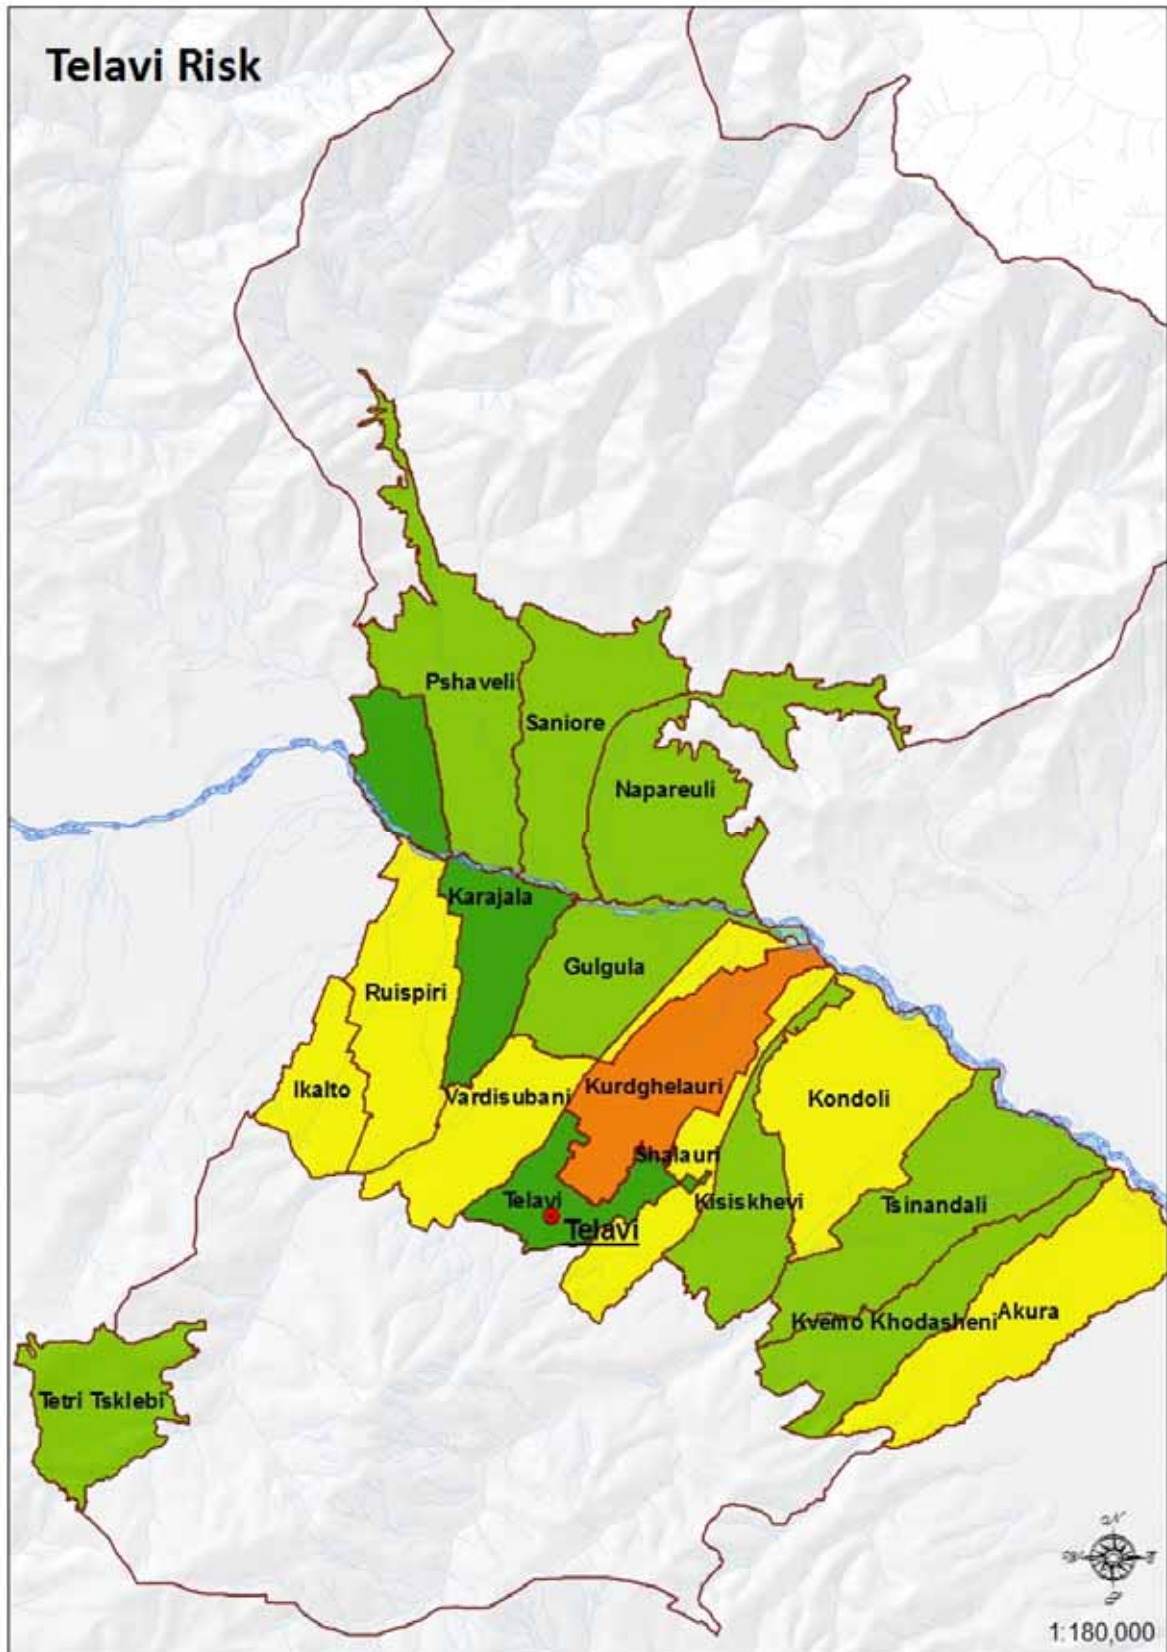 Telavi Risk
Pshaveli
Saniore
Napareuli
Karajala
Gulgula
Ruispiri
Ikalto
Vardisubani
Kurdghelauri
Kondoli
Shalauri
Telavi
Kisiskhevi
Tsinandali
Telavi
Kvemo Khodasheni
Akura
Tetri Tsklebi
N
1:180,000